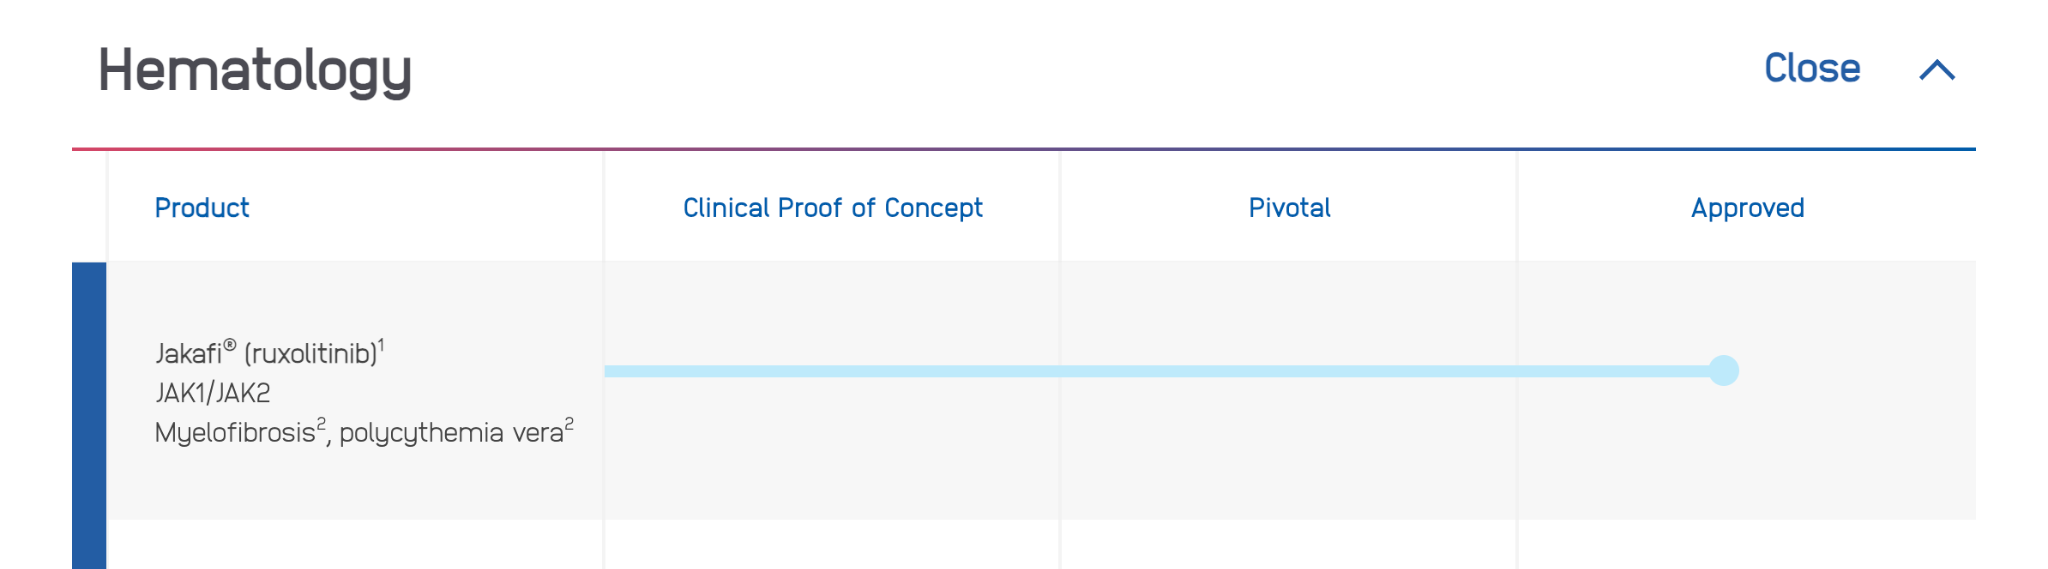 Hematology
Close
Product
Clinical Proof of Concept
Pivotal
Approved
Jakafi® (ruxolitinib)¹
JAK1/JAK2
Myelofibrosis², polycythemia vera²